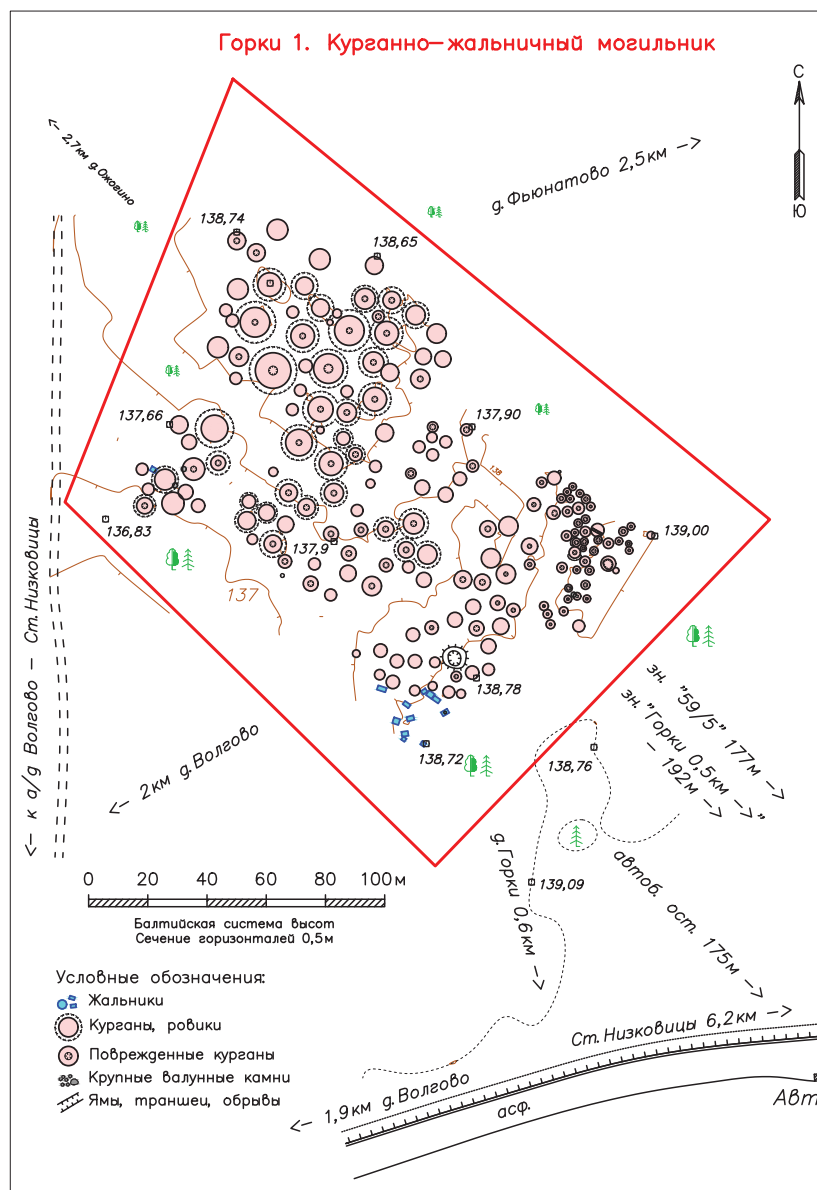 Горки 1. Курганно-жальничный могильник
С
Ю
<- 2,7км д.Ожогино
д. Фьюнатово 2,5км ->
138,74
138,65
137,66
137,90
138
136,83
137,9
139,00
137
138,78
138,72
138,76
139,09
<- к а/д Волгово - Ст.Низковицы
<- 2км д.Волгово
зн. "59/5" 177м ->
зн. "Горки 0,5км ->"
- 192м ->
д.Горки 0,6км ->
автоб. ост. 175м ->
0 20 40 60 80 100м
Балтийская система высот
Сечение горизонталей 0,5м
Условные обозначения:
Жальники
Курганы, ровики
Поврежденные курганы
Крупные валунные камни
Ямы, траншеи, обрывы
Ст.Низковицы 6,2км ->
<- 1,9км д.Волгово
асф.
Авт